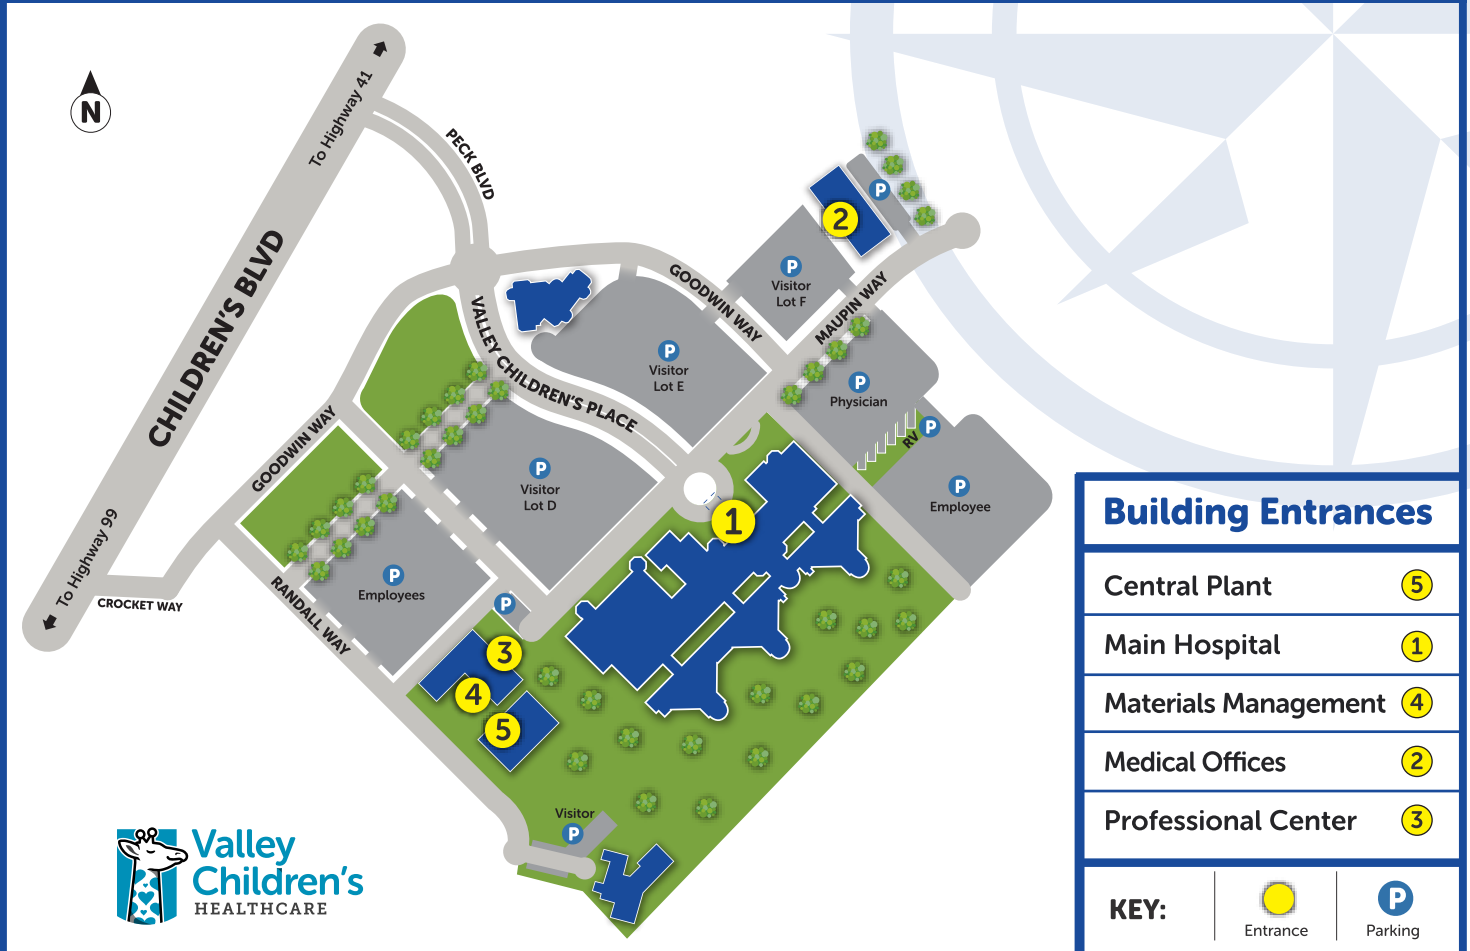 N
To Highway 41
CHILDREN'S BLVD
To Highway 99
PECK BLVD
VALLEY CHILDREN'S PLACE
GOODWIN WAY
MAUPIN WAY
GOODWIN WAY
CROCKET WAY
RANDALL WAY
2
P
P
Visitor
Lot F
P
Visitor
Lot E
P
Physician
RV
P
P
Employee
P
Visitor
Lot D
P
Employees
P
1
3
4
5
Visitor
P
Building Entrances
Central Plant 5
Main Hospital 1
Materials Management 4
Medical Offices 2
Professional Center 3
KEY:
Entrance
P
Parking
Valley
Children's
HEALTHCARE